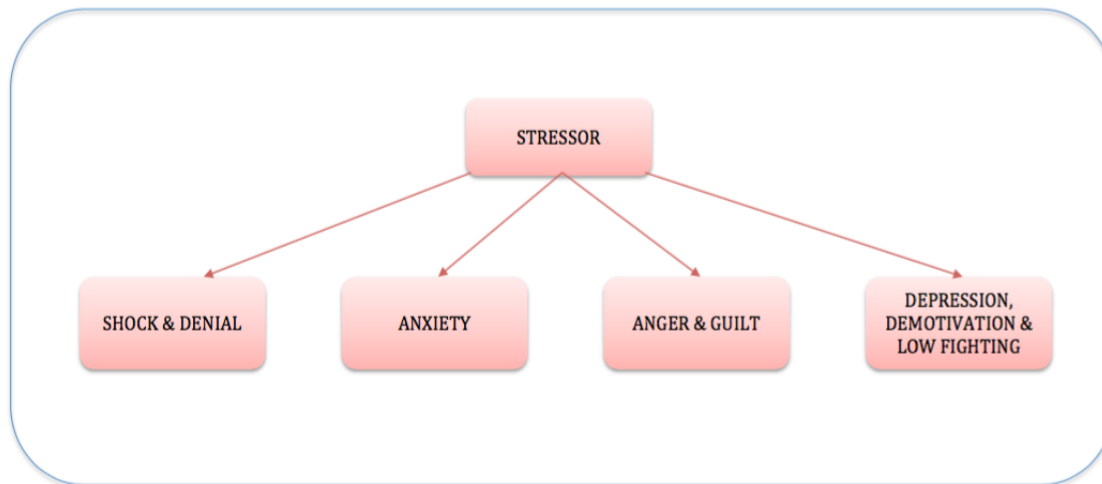 STRESSOR
SHOCK & DENIAL
ANXIETY
ANGER & GUILT
DEPRESSION,
DEMOTIVATION &
LOW FIGHTING